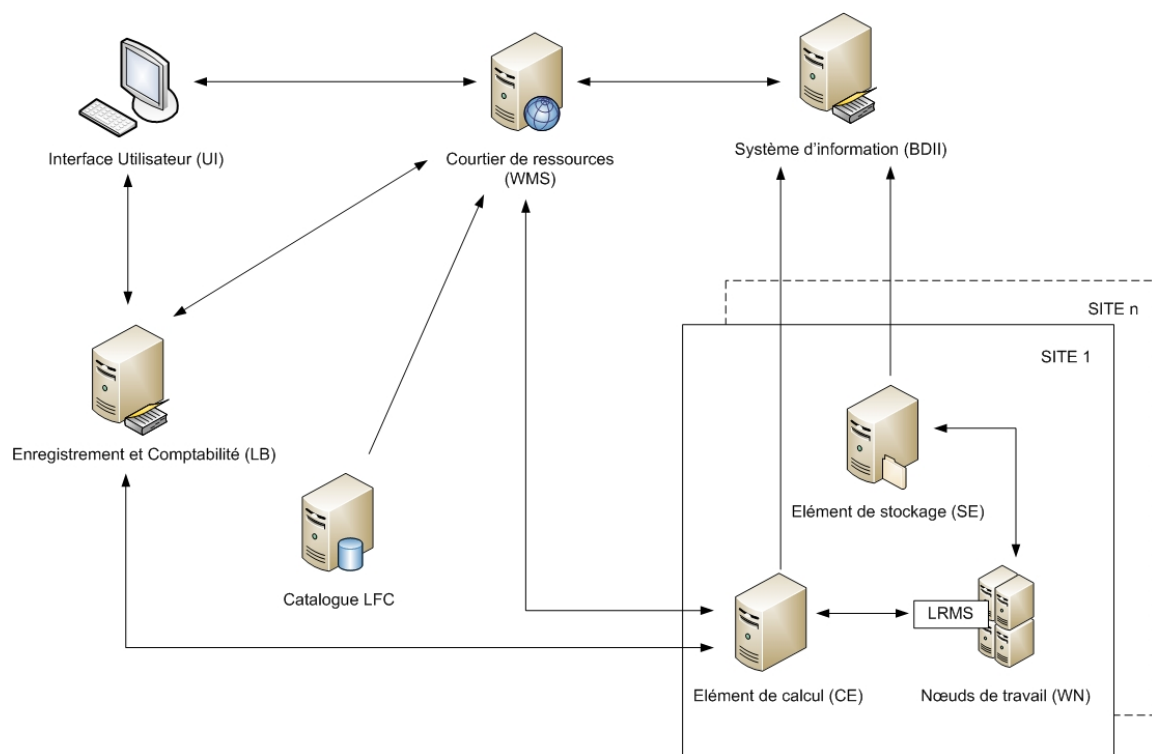 Interface Utilisateur (UI)
Courtier de ressources
(WMS)
Système d'information (BDII)
SITE n
SITE 1
Enregistrement et Comptabilité (LB)
Elément de stockage (SE)
Catalogue LFC
LRMS
Elément de calcul (CE)
Nœuds de travail (WN)